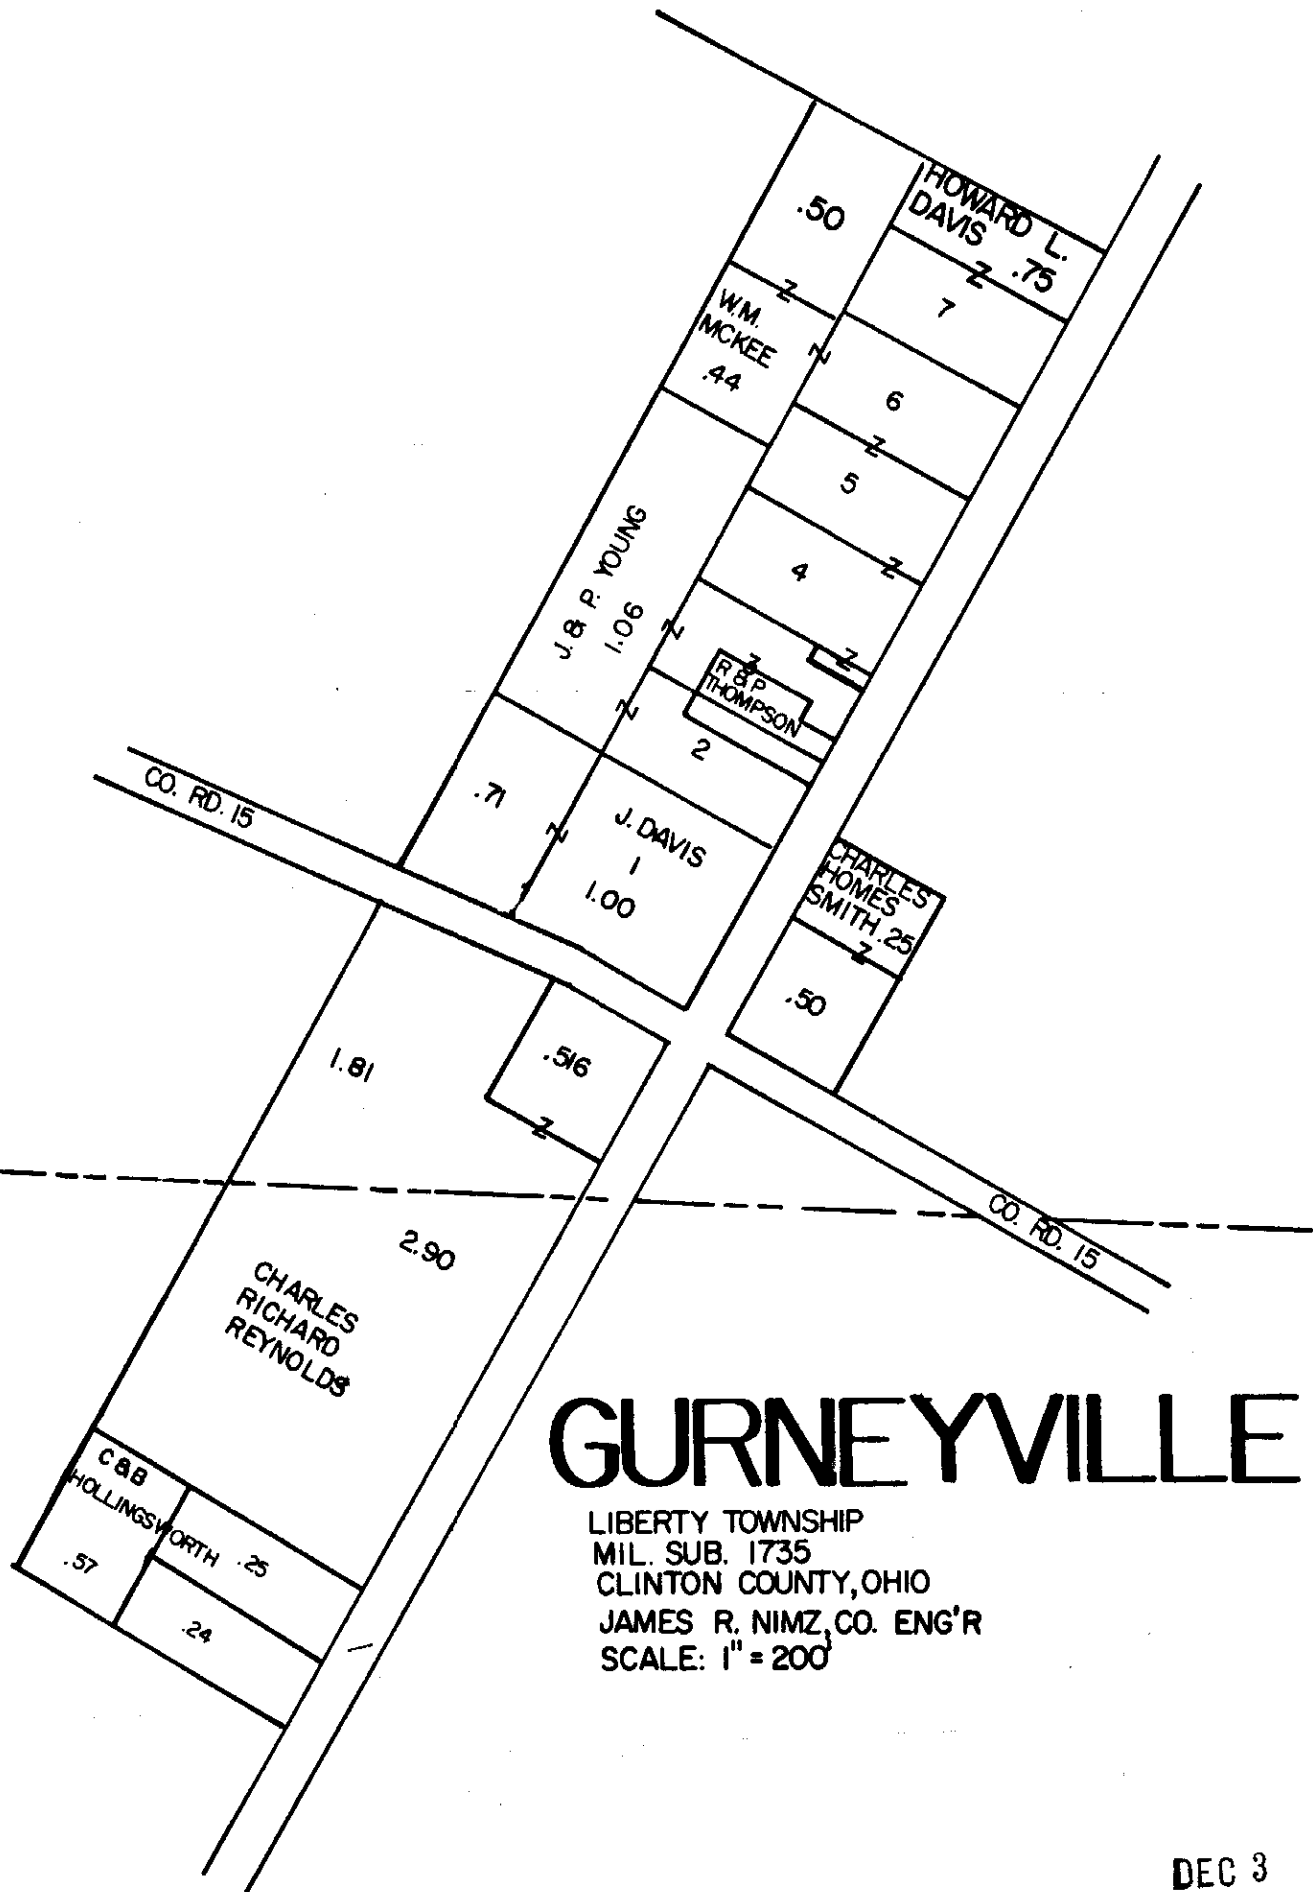 HOWARD L.
DAVIS .75
.50
7
W.M.
MCKEE
.44
6
5
4
J. & P. YOUNG
1.06
R & P
THOMPSON
2
.71
J. DAVIS
1
1.00
CO. RD. 15
CHARLES
HOMES
SMITH .25
.50
.516
1.81
CO. RD. 15
2.90
CHARLES
RICHARD
REYNOLDS
C & B
HOLLINGSWORTH .25
.57
.24
GURNEYVILLE
LIBERTY TOWNSHIP
MIL. SUB. 1735
CLINTON COUNTY, OHIO
JAMES R. NIMZ, CO. ENG'R
SCALE: 1" = 200'
DEC 3